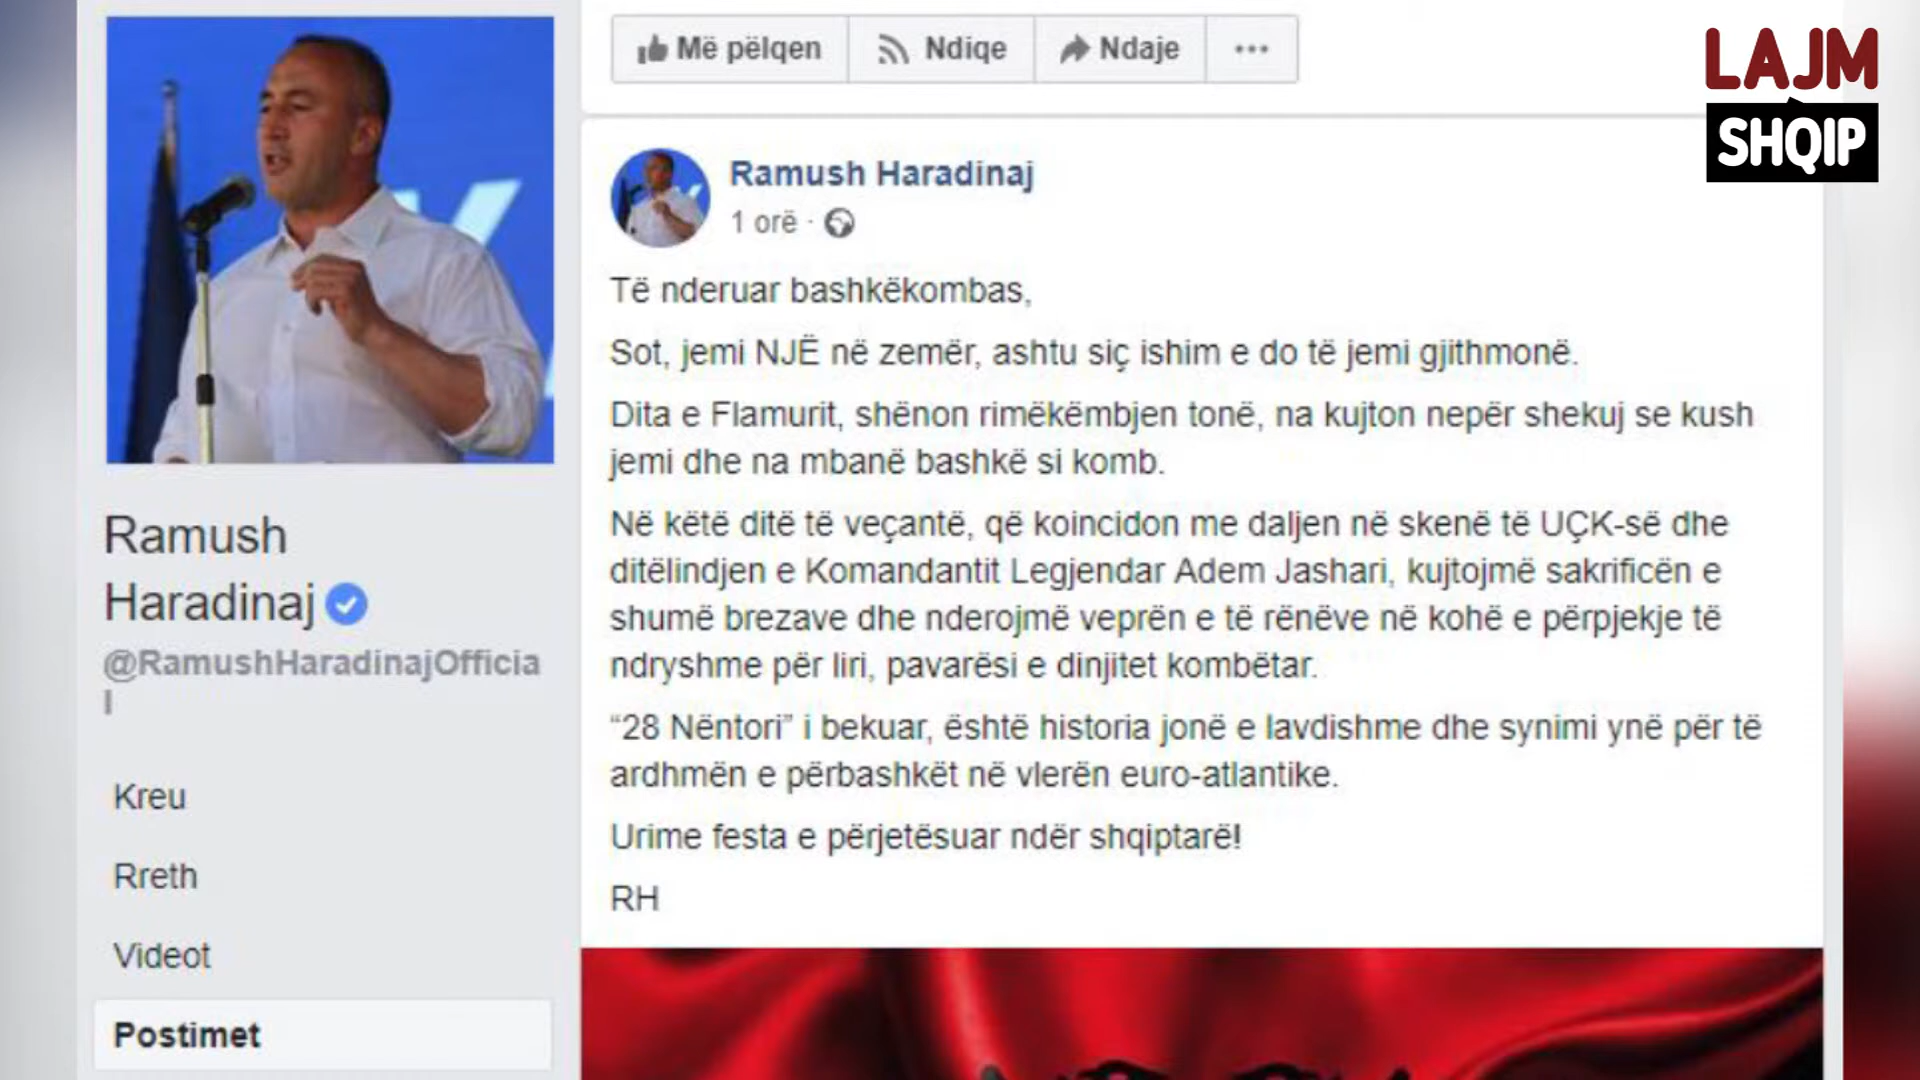 Më pëlqen
Ndiqe
Ndaje
LAJM
SHQIP
Ramush Haradinaj
1 orë ·
Të nderuar bashkëkombas,
Sot, jemi NJË në zemër, ashtu siç ishim e do të jemi gjithmonë.
Dita e Flamurit, shënon rimëkëmbjen tonë, na kujton nepër shekuj se kush
jemi dhe na mbanë bashkë si komb.
Në këtë ditë të veçantë, që koincidon me daljen në skenë të UÇK-së dhe
ditëlindjen e Komandantit Legjendar Adem Jashari, kujtojmë sakrificën e
shumë brezave dhe nderojmë veprën e të rënëve në kohë e përpjekje të
ndryshme për liri, pavarësi e dinjitet kombëtar.
“28 Nëntori” i bekuar, është historia jonë e lavdishme dhe synimi ynë për të
ardhmën e përbashkët në vlerën euro-atlantike.
Urime festa e përjetësuar ndër shqiptarë!
RH
Ramush
Haradinaj
@RamushHaradinajOfficia
l
Kreu
Rreth
Videot
Postimet